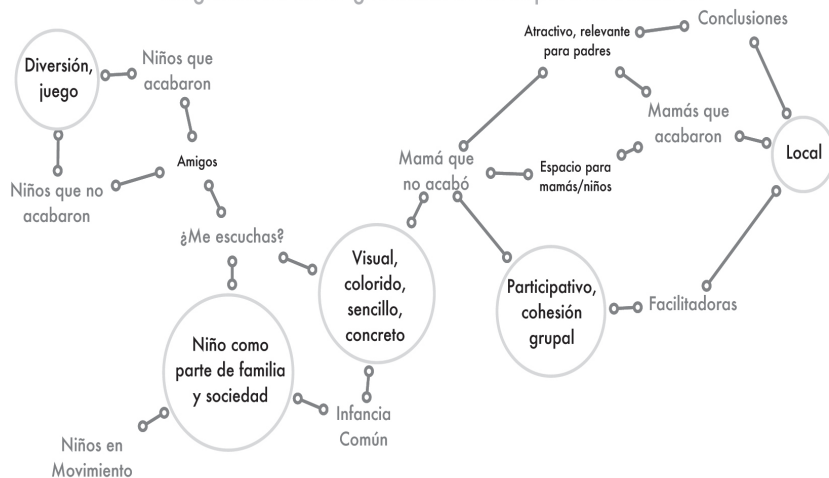 Diversión,
juego
Niños que
acabaron
Niños que no
acabaron
Amigos
¿Me escuchas?
Niño como
parte de familia
y sociedad
Niños en
Movimiento
Infancia
Común
Visual,
colorido,
sencillo,
concreto
Mamá que
no acabó
Atractivo, relevante
para padres
Conclusiones
Mamás que
acabaron
Espacio para
mamás/niños
Local
Participativo,
cohesión
grupal
Facilitadoras